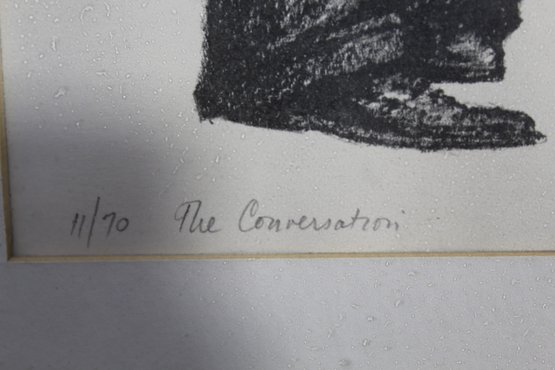 11/70 The Conversation